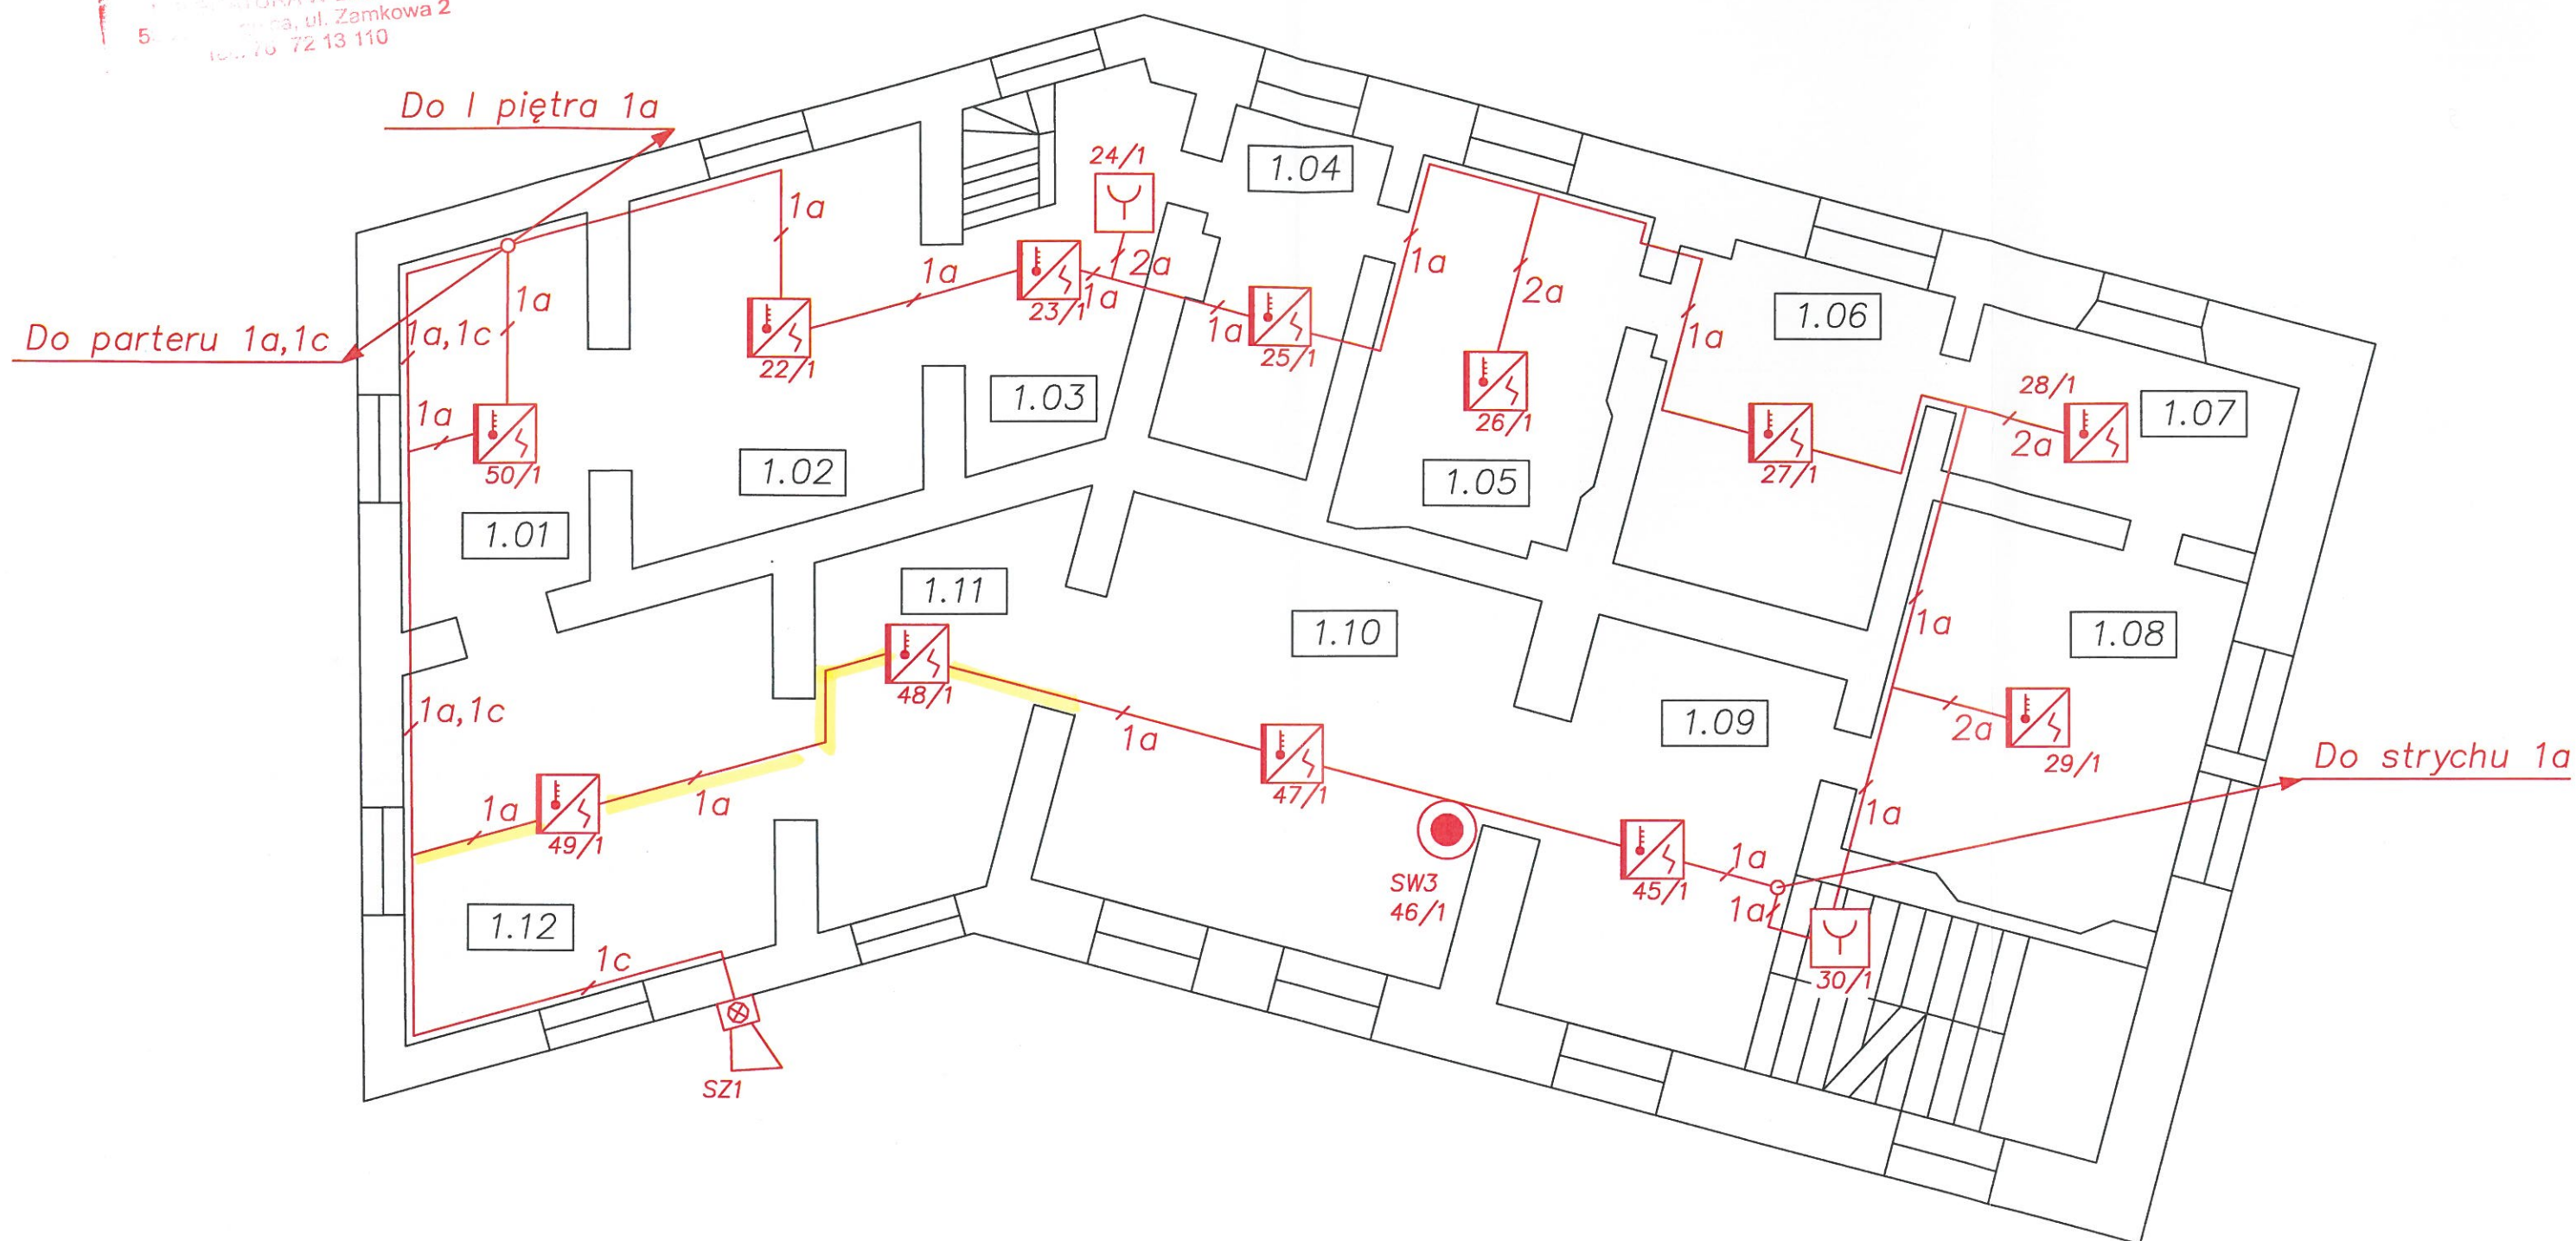 ul. Zamkowa 2
72 13 110
Do I piętra 1a
24/1
1.04
1a
2a
1a
23/1
1a
1a
25/1
1a
2a
1.06
1a
Do parteru 1a,1c
1a,1c
1a
22/1
1.03
26/1
28/1
2a
1.07
1a
50/1
1.02
1.05
27/1
1.01
1.11
1.10
1a
1.08
1a,1c
48/1
1a
1.09
2a
29/1
Do strychu 1a
1a
49/1
1a
47/1
1a
SW3
46/1
45/1
1a
1a
1.12
1c
30/1
SZ1